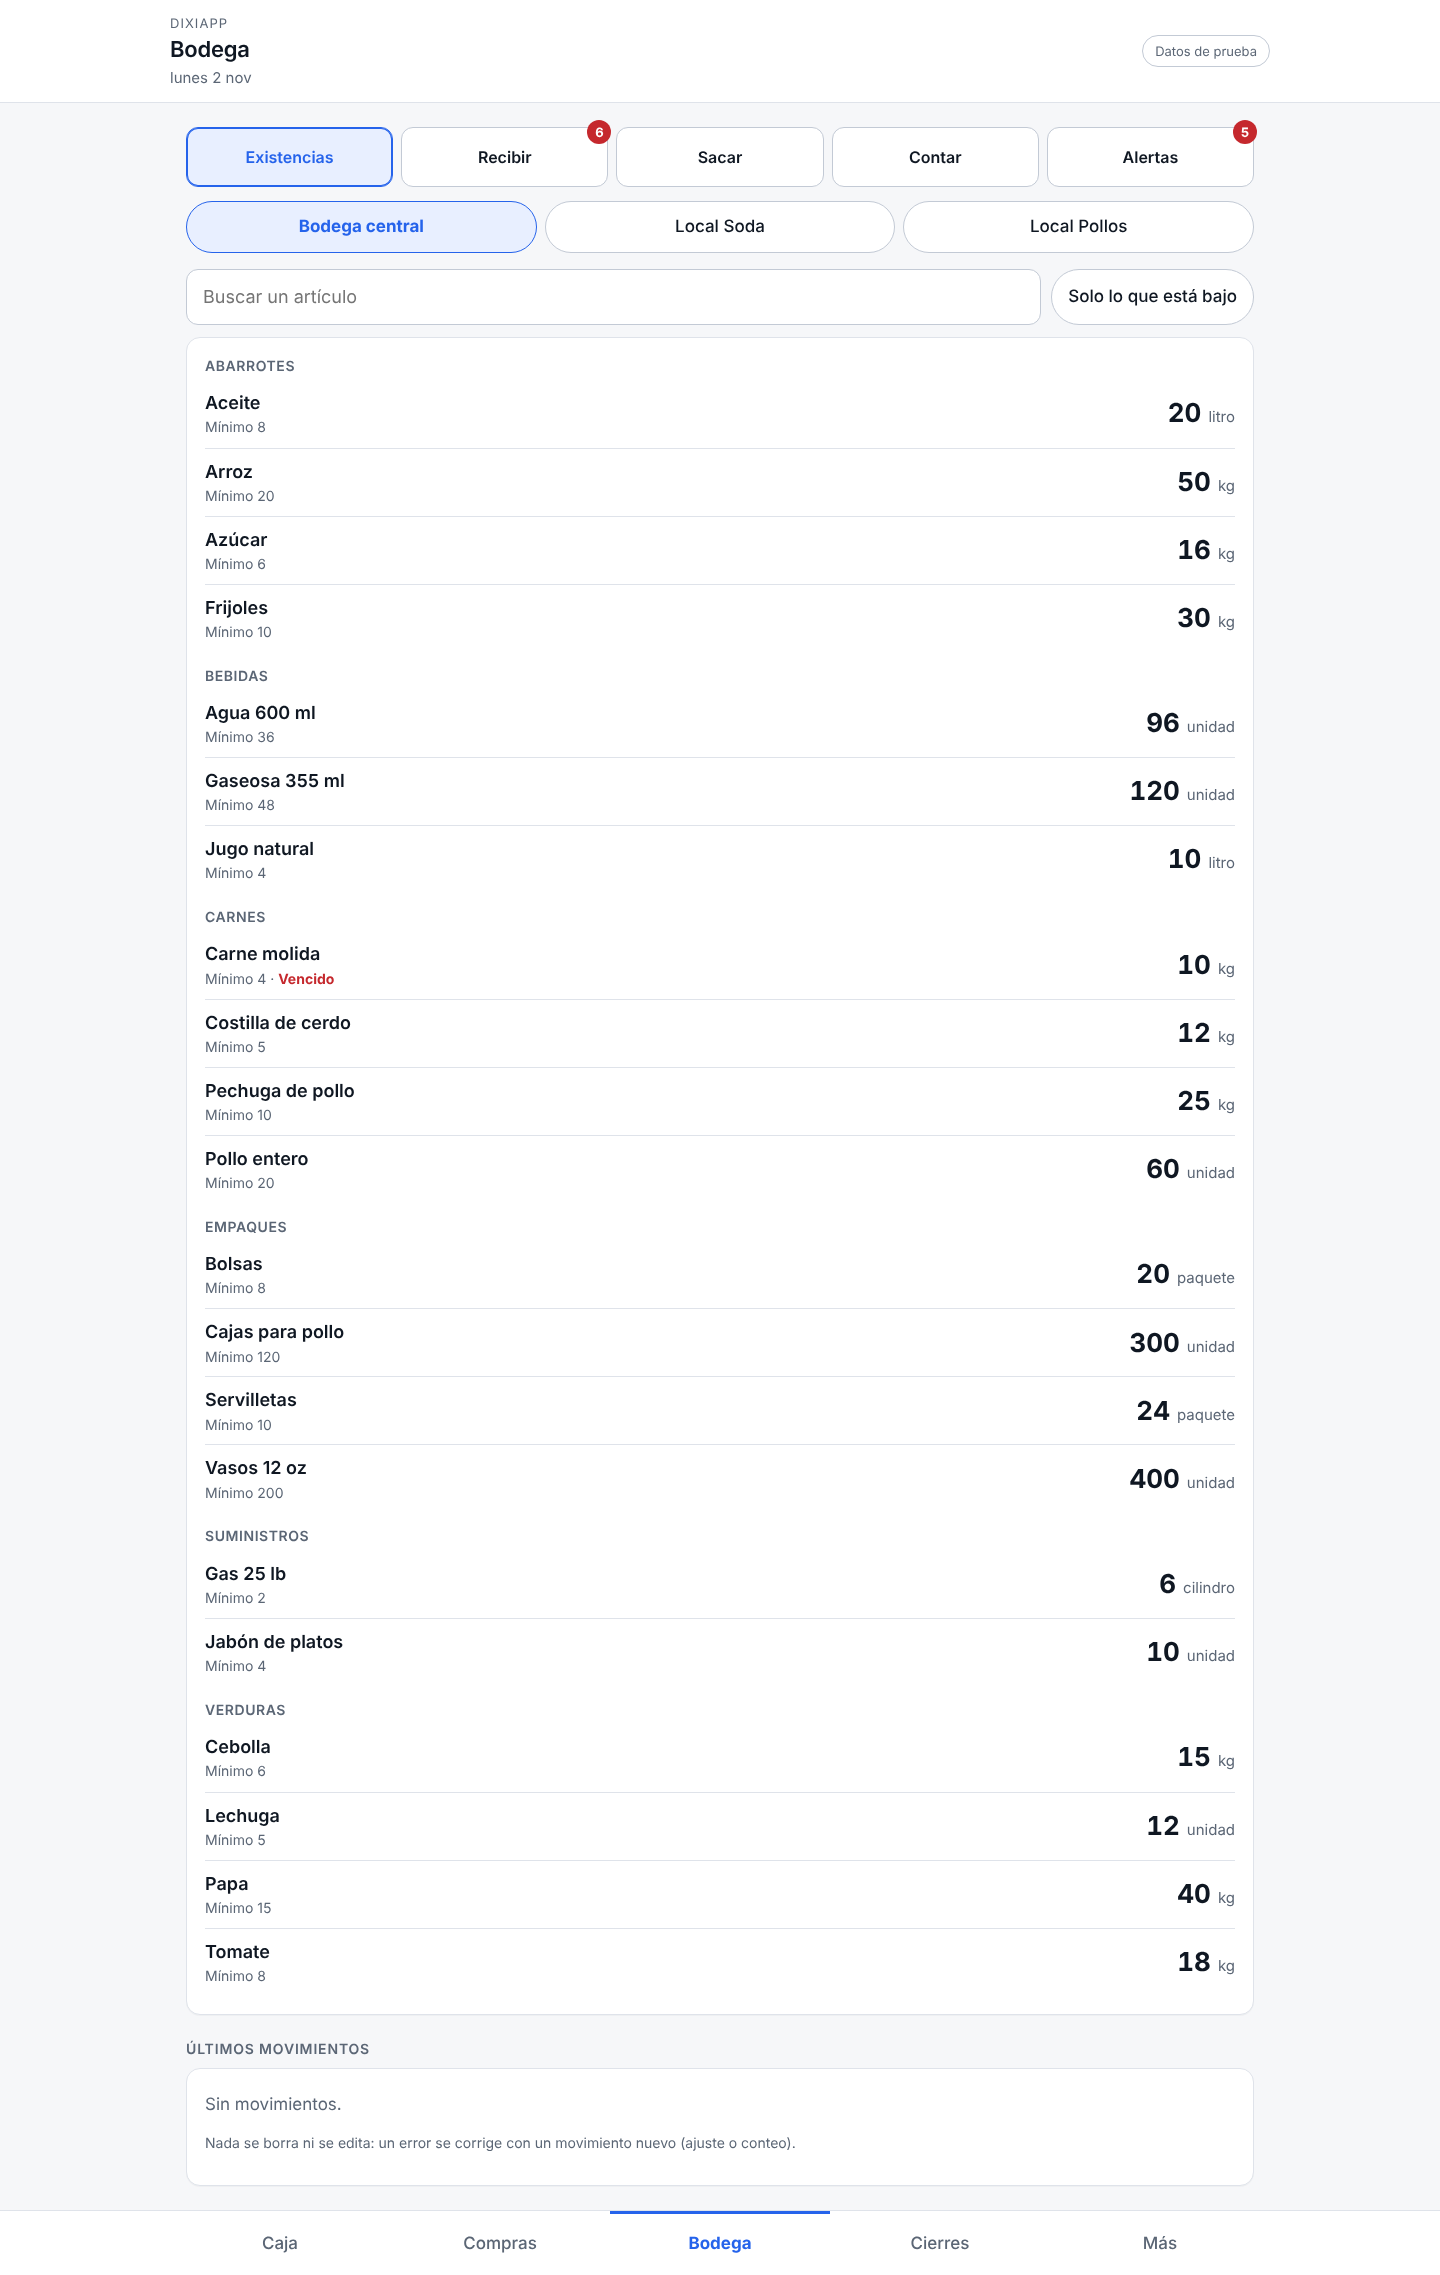 DIXIAPP
Bodega
lunes 2 nov
Datos de prueba
Existencias
Recibir
6
Sacar
Contar
Alertas
5
Bodega central
Local Soda
Local Pollos
Buscar un artículo
Solo lo que está bajo
ABARROTES
Aceite
Mínimo 8
20 litro
Arroz
Mínimo 20
50 kg
Azúcar
Mínimo 6
16 kg
Frijoles
Mínimo 10
30 kg
BEBIDAS
Agua 600 ml
Mínimo 36
96 unidad
Gaseosa 355 ml
Mínimo 48
120 unidad
Jugo natural
Mínimo 4
10 litro
CARNES
Carne molida
Mínimo 4 · Vencido
10 kg
Costilla de cerdo
Mínimo 5
12 kg
Pechuga de pollo
Mínimo 10
25 kg
Pollo entero
Mínimo 20
60 unidad
EMPAQUES
Bolsas
Mínimo 8
20 paquete
Cajas para pollo
Mínimo 120
300 unidad
Servilletas
Mínimo 10
24 paquete
Vasos 12 oz
Mínimo 200
400 unidad
SUMINISTROS
Gas 25 lb
Mínimo 2
6 cilindro
Jabón de platos
Mínimo 4
10 unidad
VERDURAS
Cebolla
Mínimo 6
15 kg
Lechuga
Mínimo 5
12 unidad
Papa
Mínimo 15
40 kg
Tomate
Mínimo 8
18 kg
ÚLTIMOS MOVIMIENTOS
Sin movimientos.
Nada se borra ni se edita: un error se corrige con un movimiento nuevo (ajuste o conteo).
Caja
Compras
Bodega
Cierres
Más